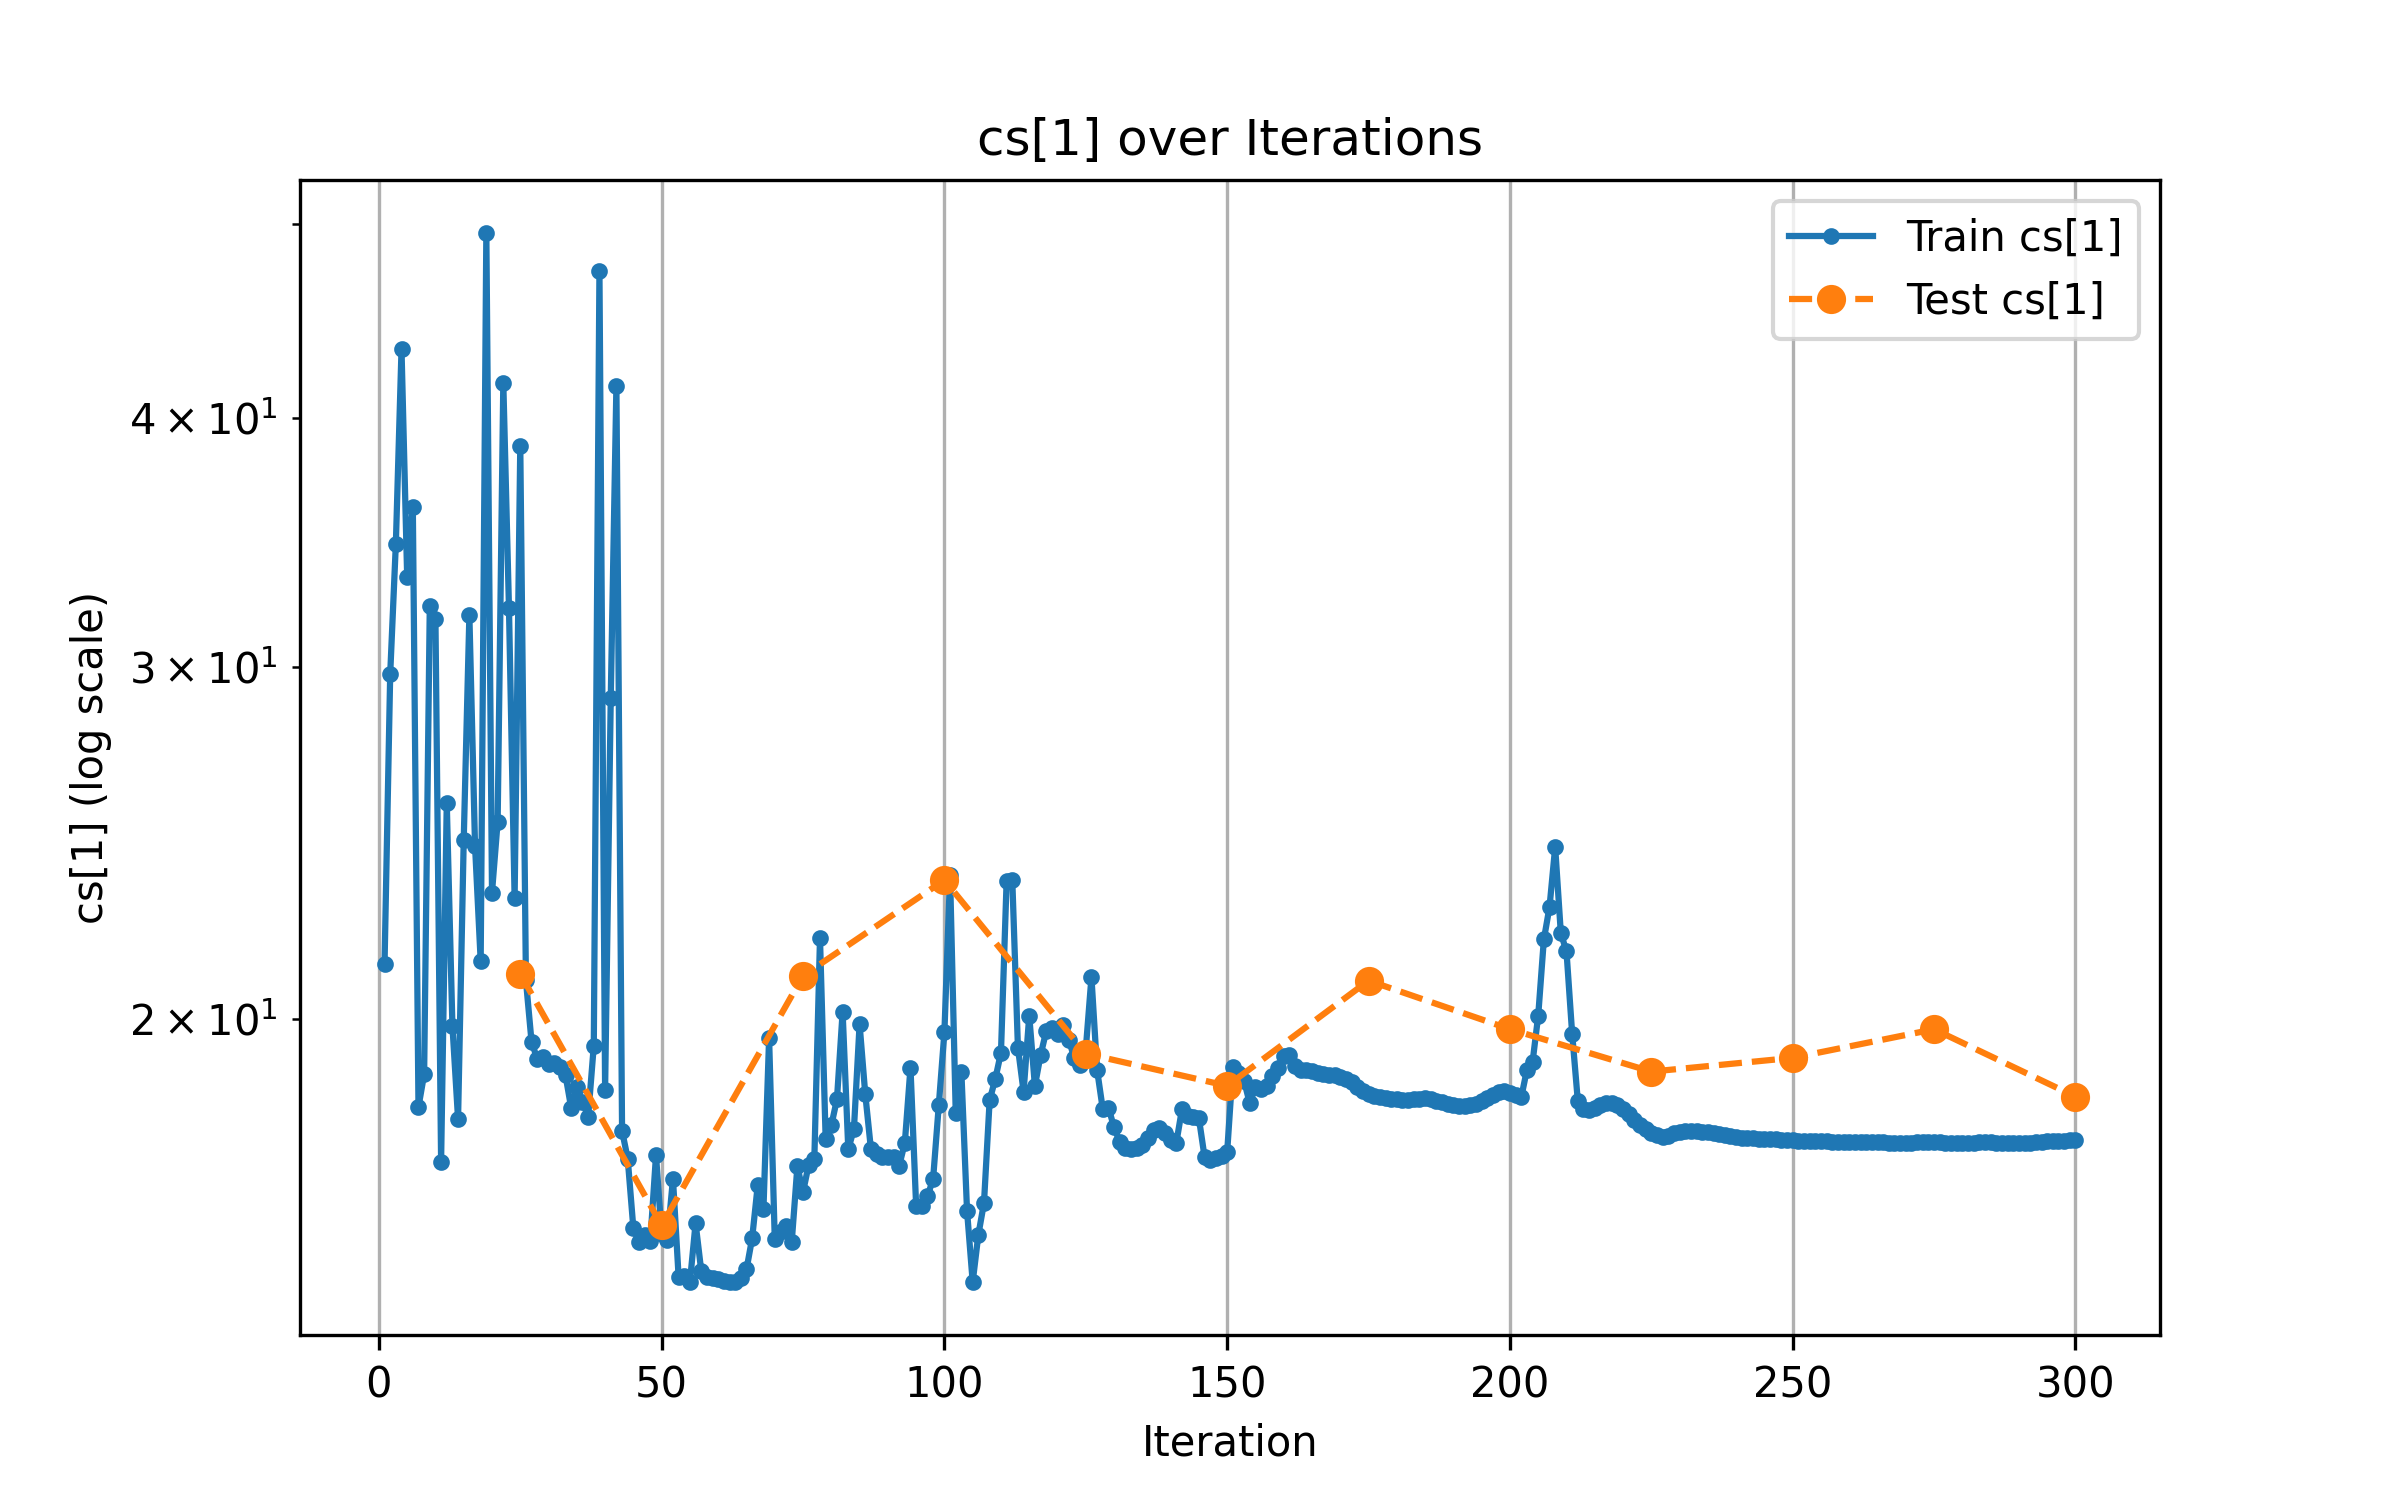 cs[1] over Iterations
Train cs[1]
Test cs[1]
4 × 10¹
3 × 10¹
2 × 10¹
cs[1] (log scale)
0 50 100 150 200 250 300
Iteration